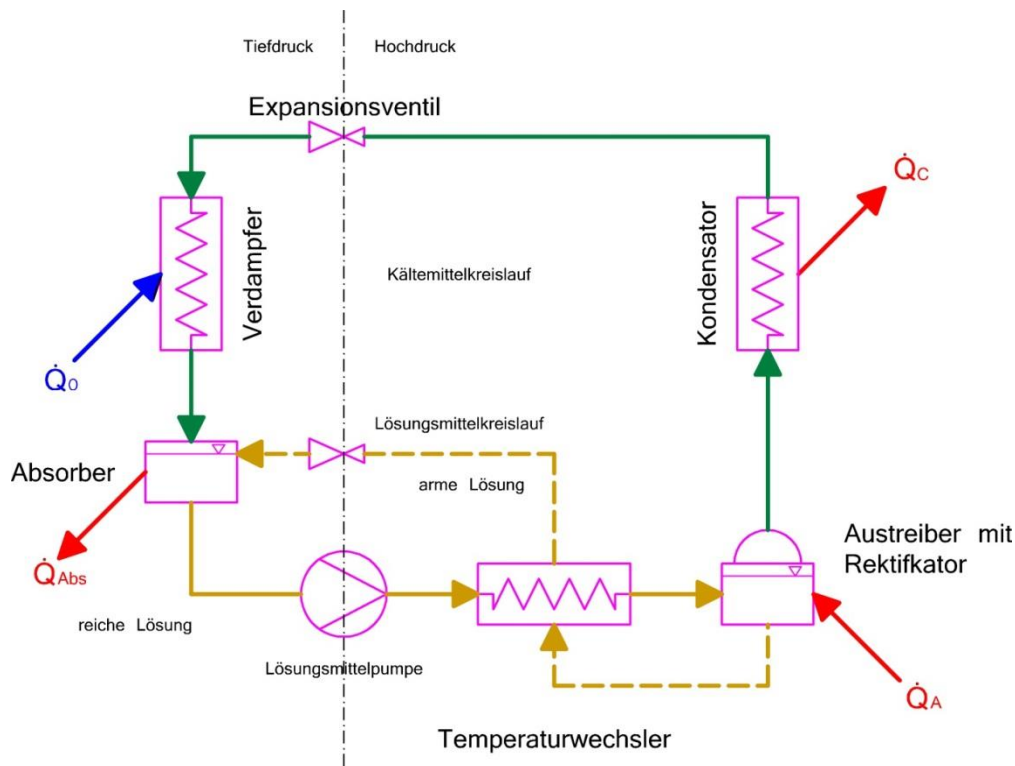 Tiefdruck
Hochdruck
Expansionsventil
Q̇C
Verdampfer
Kältemittelkreislauf
Kondensator
Q̇0
Lösungsmittelkreislauf
Absorber
arme Lösung
Austreiber mit
Rektifkator
Q̇Abs
reiche Lösung
Lösungsmittelpumpe
Q̇A
Temperaturwechsler